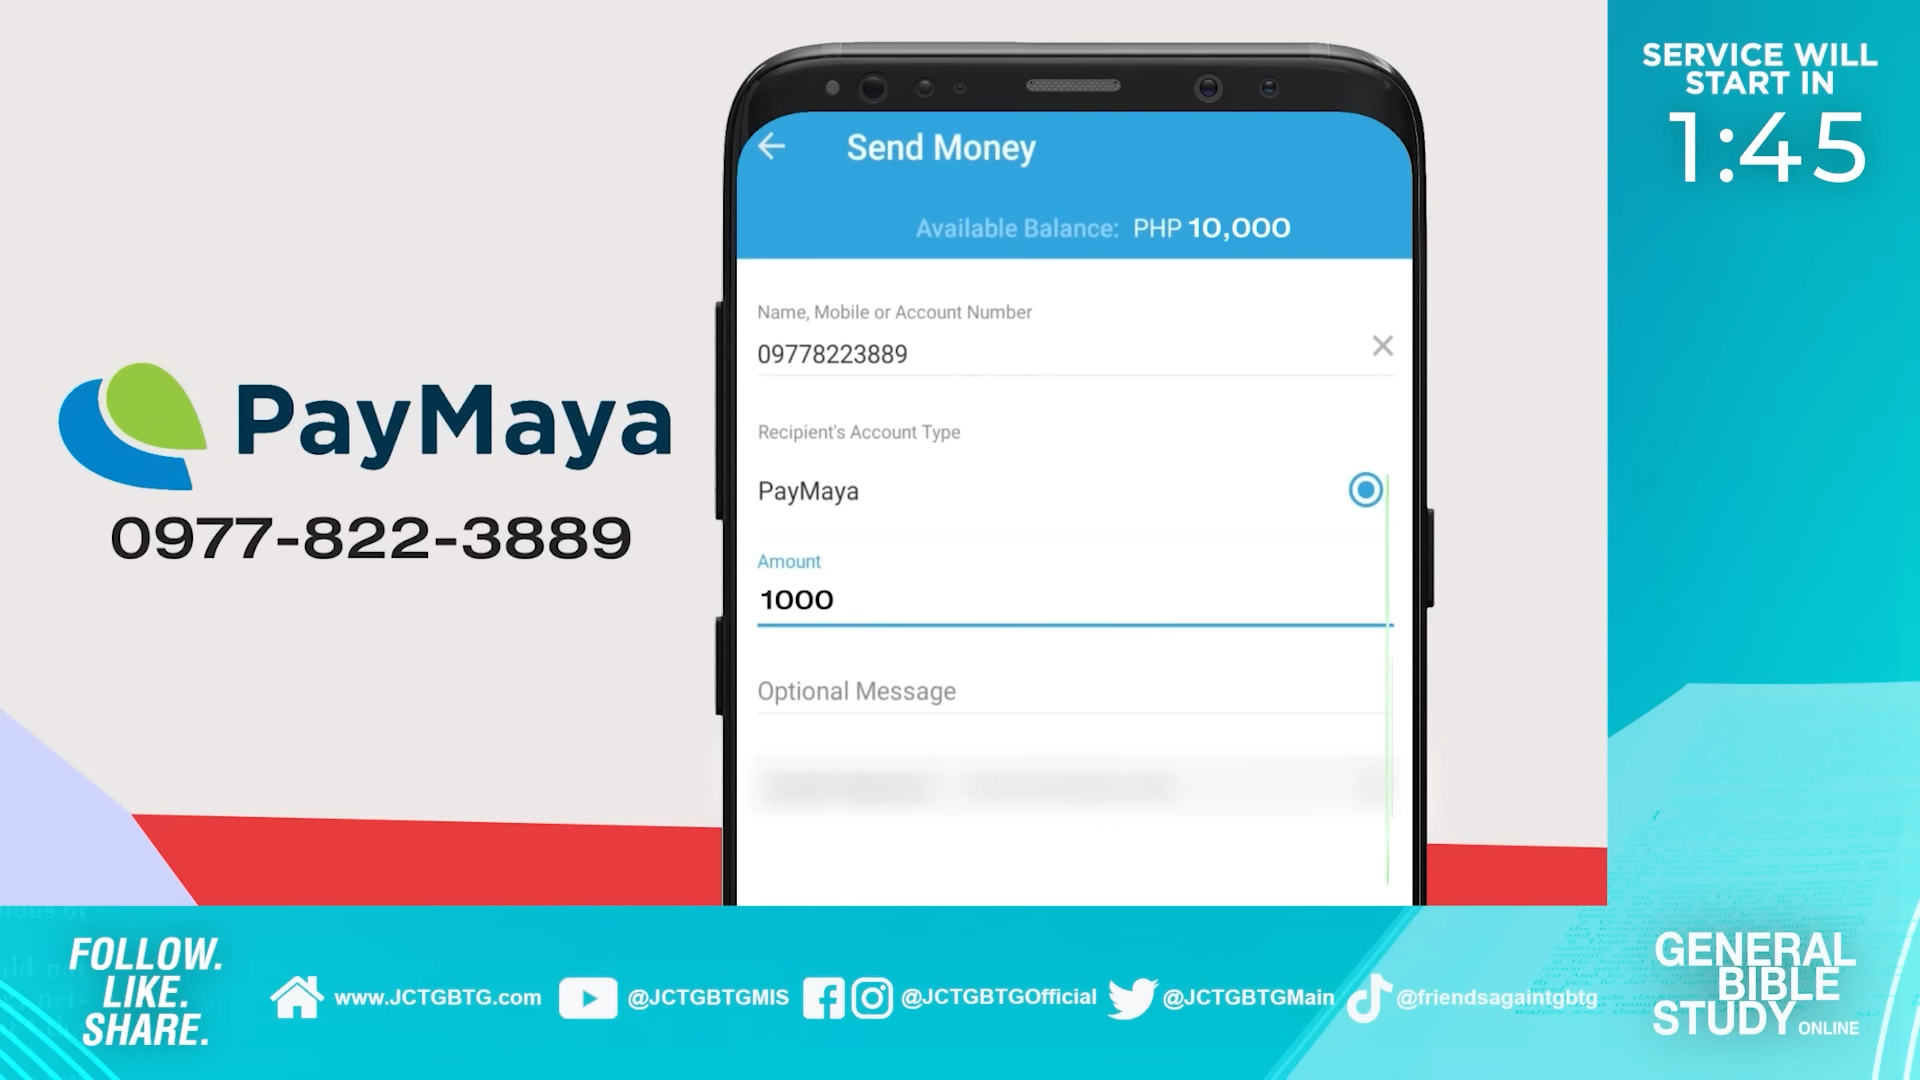 SERVICE WILL
START IN
1:45
Send Money
Available Balance: PHP 10,000
Name, Mobile or Account Number
09778223889
Recipient's Account Type
PayMaya
Amount
1000
Optional Message
PayMaya
0977-822-3889
FOLLOW.
LIKE.
SHARE.
www.JCTGBTG.com
@JCTGBTGMIS
@JCTGBTGOfficial
@JCTGBTGMain
@friendsagaintgbtg
GENERAL
BIBLE
STUDY ONLINE